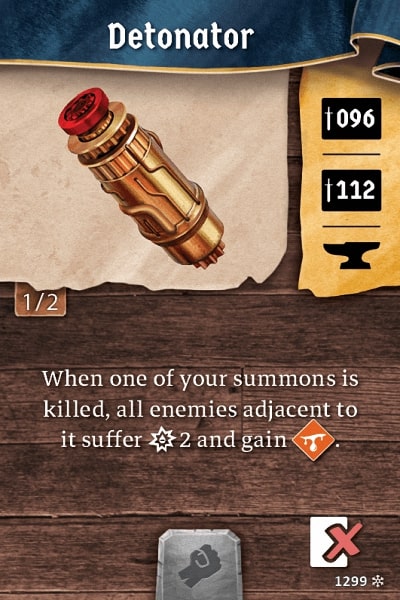 Detonator
096
112
1/2
When one of your summons is
killed, all enemies adjacent to
it suffer 2 and gain .
1299